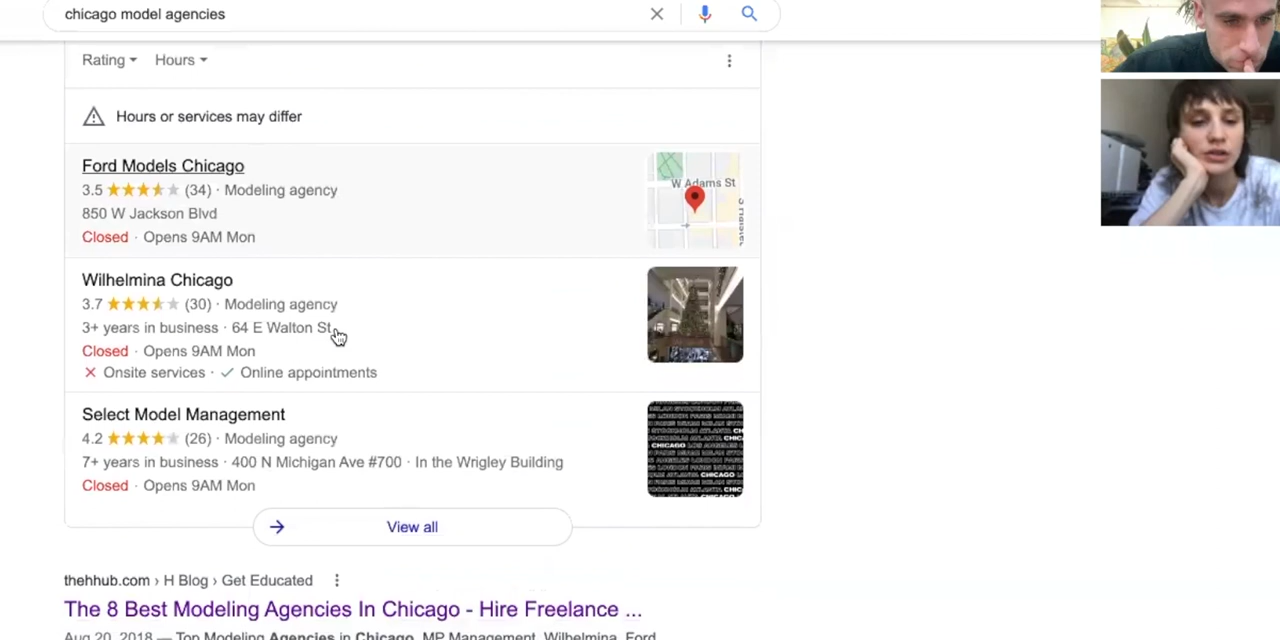 chicago model agencies
Rating Hours
Hours or services may differ
Ford Models Chicago
3.5 (34) · Modeling agency
850 W Jackson Blvd
Closed · Opens 9AM Mon
W Adams St
Wilhelmina Chicago
3.7 (30) · Modeling agency
3+ years in business · 64 E Walton St
Closed · Opens 9AM Mon
Onsite services · Online appointments
Select Model Management
4.2 (26) · Modeling agency
7+ years in business · 400 N Michigan Ave #700 · In the Wrigley Building
Closed · Opens 9AM Mon
CHICAGO
CHICAGO
View all
thehhub.com › H Blog › Get Educated
The 8 Best Modeling Agencies In Chicago - Hire Freelance ...
Aug 20, 2018 — Top Modeling Agencies in Chicago. MP Management, Wilhelmina, Ford